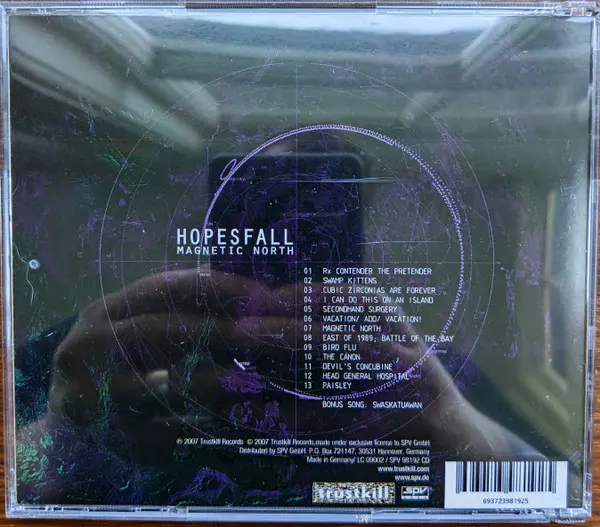 HOPESFALL
MAGNETIC NORTH
01 Rx CONTENDER THE PRETENDER
02 SWAMP KITTENS
03 CUBIC ZIRCONIAS ARE FOREVER
04 I CAN DO THIS ON AN ISLAND
05 SECONDHAND SURGERY
06 VACATION/ ADD/ VACATION!
07 MAGNETIC NORTH
08 EAST OF 1989; BATTLE OF THE BAY
09 BIRD FLU
10 THE CANON
11 DEVIL'S CONCUBINE
12 HEAD GENERAL HOSPITAL
13 PAISLEY
BONUS SONG: SWASKATUAWAN
℗ 2007 Trustkill Records © 2007 Trustkill Records,made under exclusive license to SPV GmbH.
Distributed by SPV GmbH. P.O. Box 721147, 30531 Hannover, Germany
Made in Germany/ LC 09002 / SPV 98192 CD
www.trustkill.com
www.spv.de
trustkill
SPV
693723981925